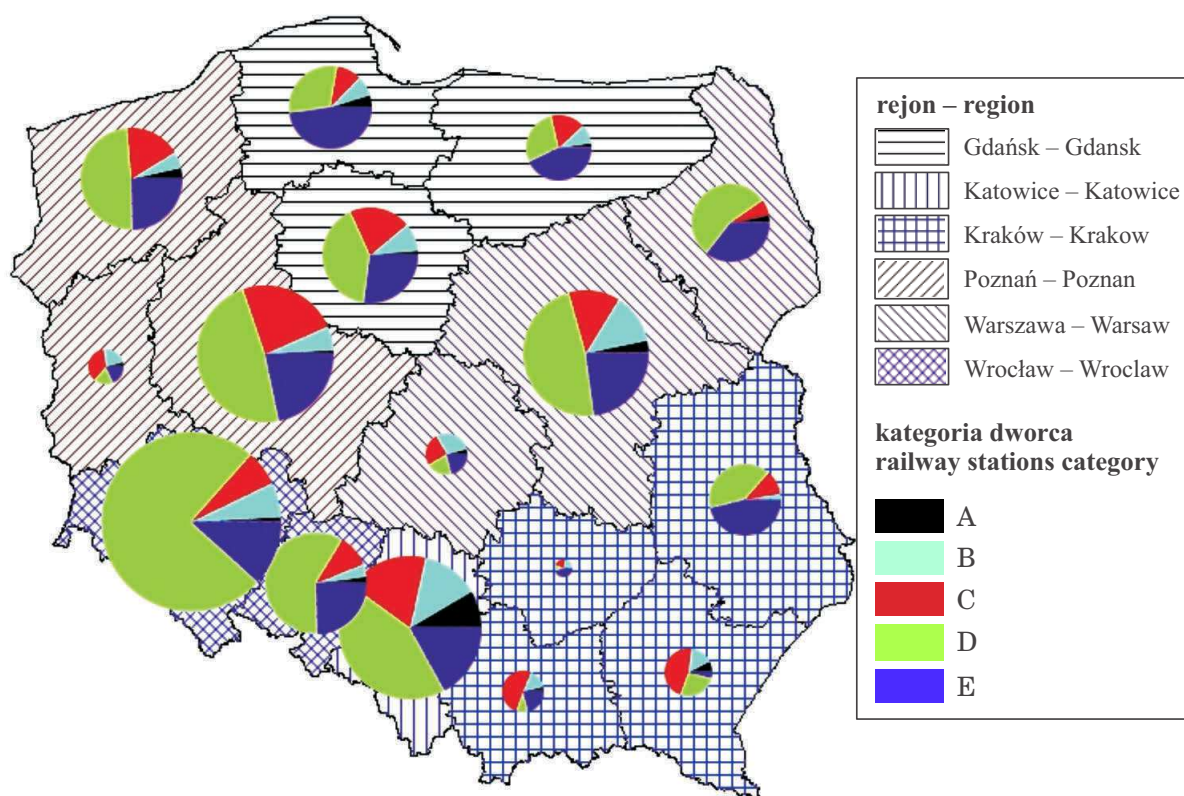 rejon – region
Gdańsk – Gdansk
Katowice – Katowice
Kraków – Krakow
Poznań – Poznan
Warszawa – Warsaw
Wrocław – Wroclaw
kategoria dworca
railway stations category
A
B
C
D
E